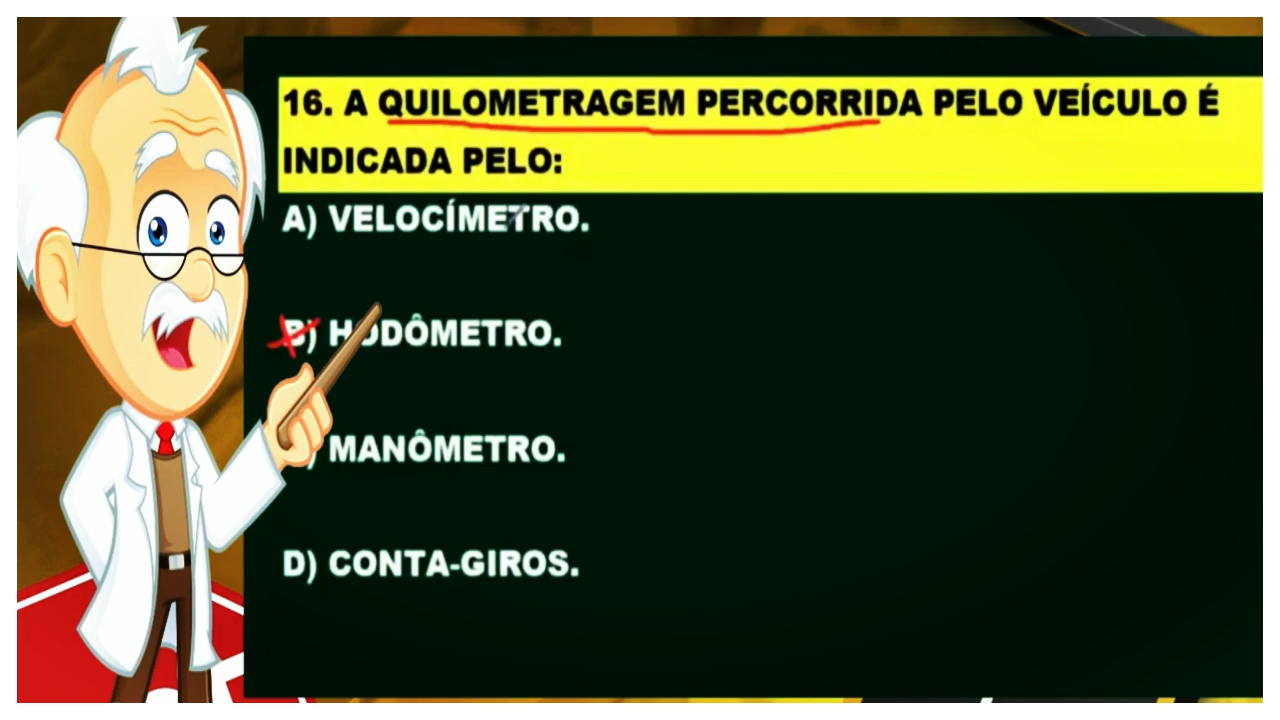 16. A QUILOMETRAGEM PERCORRIDA PELO VEÍCULO É
INDICADA PELO:
A) VELOCÍMETRO.
B) HODÔMETRO.
) MANÔMETRO.
D) CONTA-GIROS.